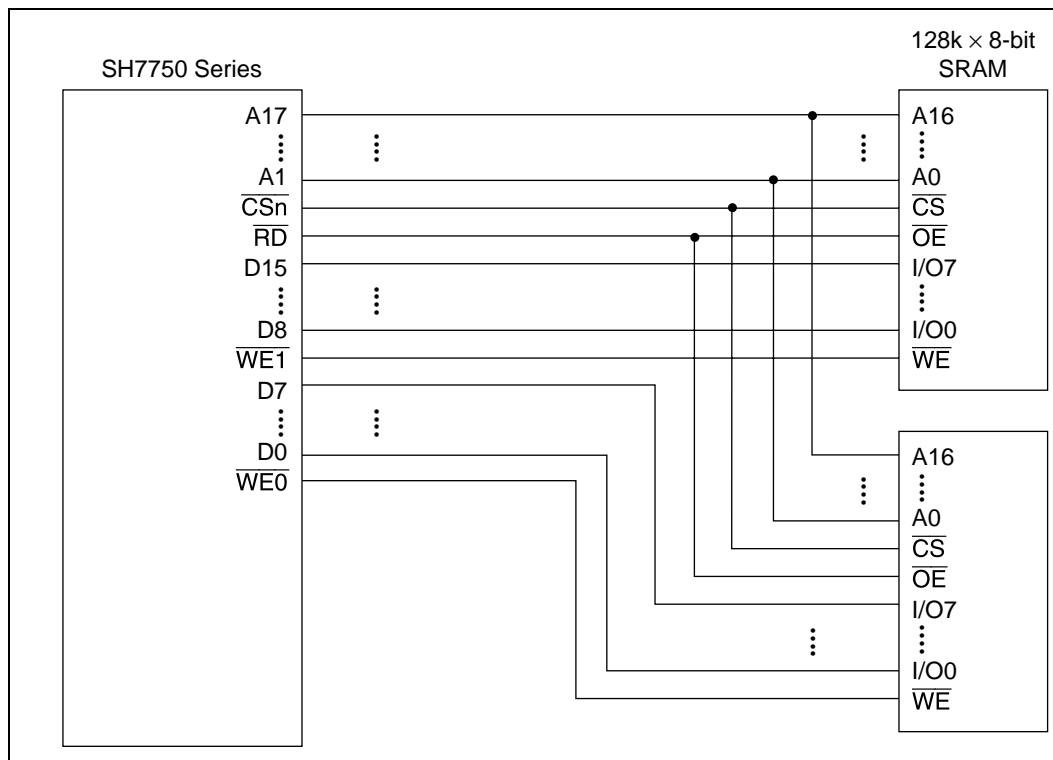 128k × 8-bit
SH7750 Series
SRAM
A17
A1
CSn
RD
D15
D8
WE1
D7
D0
WE0
A16
A0
CS
OE
I/O7
I/O0
WE
A16
A0
CS
OE
I/O7
I/O0
WE